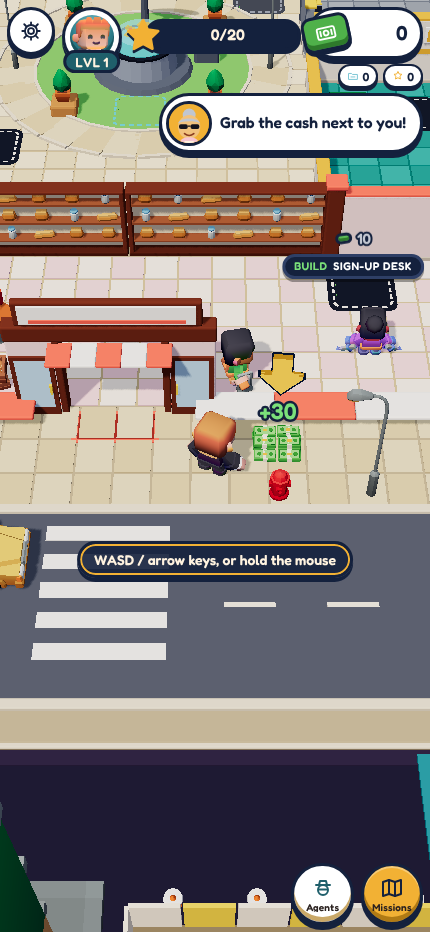 0/20
0
LVL 1
0
0
Grab the cash next to you!
10
BUILD SIGN-UP DESK
+30
WASD / arrow keys, or hold the mouse
Agents
Missions